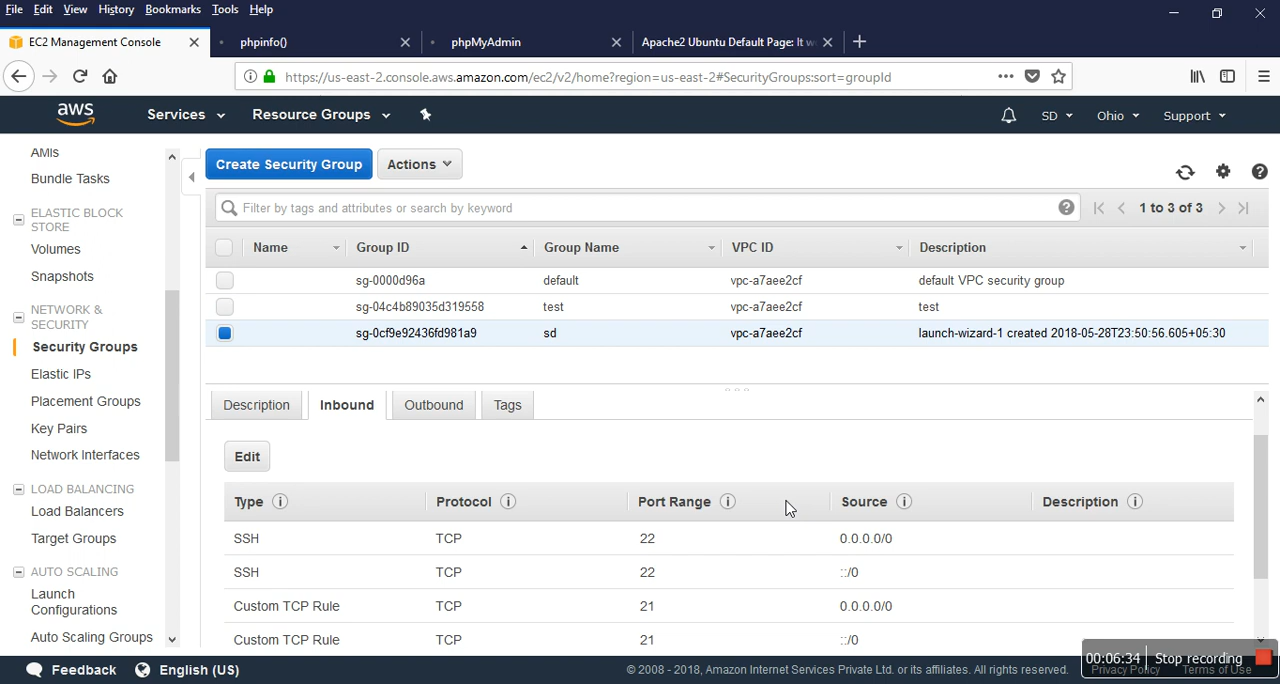 File Edit View History Bookmarks Tools Help
EC2 Management Console phpinfo() phpMyAdmin Apache2 Ubuntu Default Page: It w
https://us-east-2.console.aws.amazon.com/ec2/v2/home?region=us-east-2#SecurityGroups:sort=groupId
aws Services Resource Groups SD Ohio Support
AMIs
Bundle Tasks
ELASTIC BLOCK
STORE
Volumes
Snapshots
NETWORK &
SECURITY
Security Groups
Elastic IPs
Placement Groups
Key Pairs
Network Interfaces
LOAD BALANCING
Load Balancers
Target Groups
AUTO SCALING
Launch
Configurations
Auto Scaling Groups
Create Security Group Actions
Filter by tags and attributes or search by keyword 1 to 3 of 3
Name Group ID Group Name VPC ID Description
sg-0000d96a default vpc-a7aee2cf default VPC security group
sg-04c4b89035d319558 test vpc-a7aee2cf test
sg-0cf9e92436fd981a9 sd vpc-a7aee2cf launch-wizard-1 created 2018-05-28T23:50:56.605+05:30
Description Inbound Outbound Tags
Edit
Type Protocol Port Range Source Description
SSH TCP 22 0.0.0.0/0
SSH TCP 22 ::/0
Custom TCP Rule TCP 21 0.0.0.0/0
Custom TCP Rule TCP 21 ::/0
00:06:34 Stop recording
Feedback English (US) © 2008 - 2018, Amazon Internet Services Private Ltd. or its affiliates. All rights reserved. Privacy Policy Terms of Use